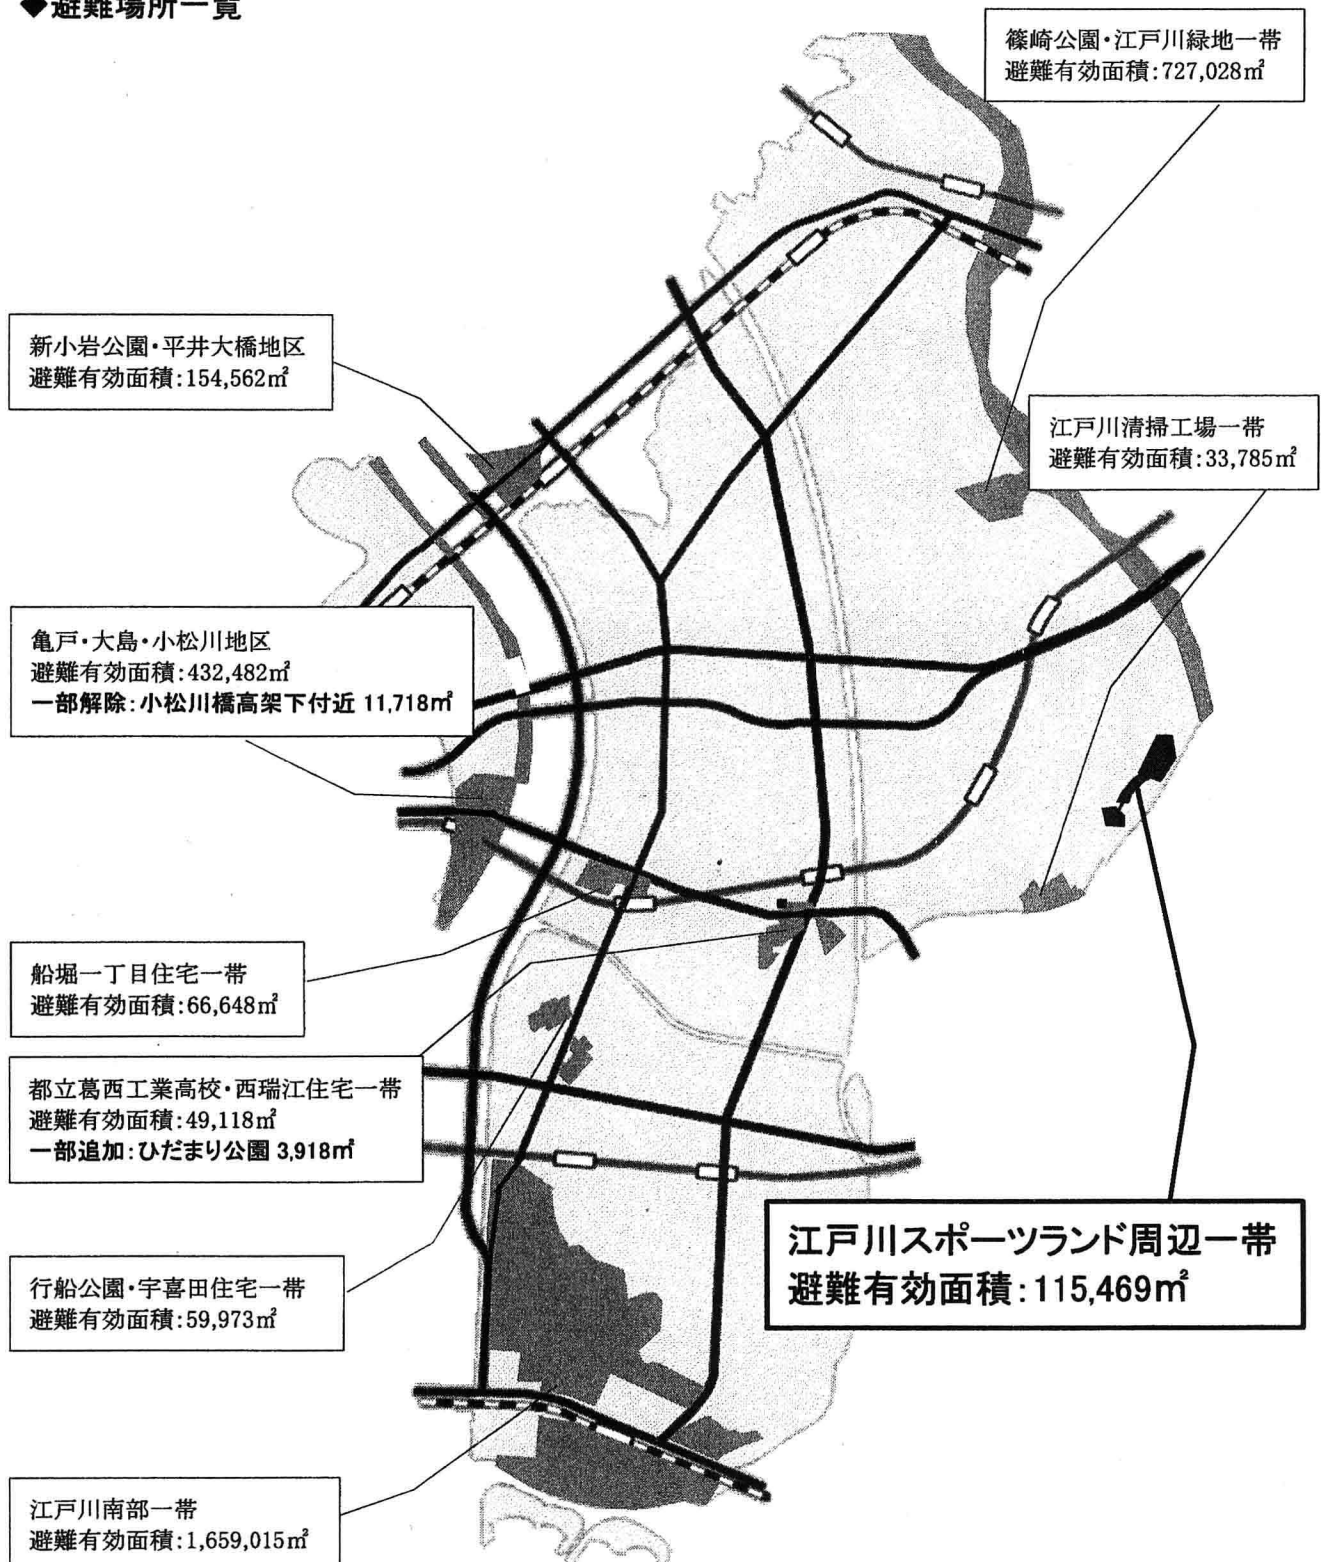 ◆避難場所一覧
篠崎公園・江戸川緑地一帯
避難有効面積:727,028㎡
新小岩公園・平井大橋地区
避難有効面積:154,562㎡
江戸川清掃工場一帯
避難有効面積:33,785㎡
亀戸・大島・小松川地区
避難有効面積:432,482㎡
一部解除:小松川橋高架下付近 11,718㎡
船堀一丁目住宅一帯
避難有効面積:66,648㎡
都立葛西工業高校・西瑞江住宅一帯
避難有効面積:49,118㎡
一部追加:ひだまり公園 3,918㎡
江戸川スポーツランド周辺一帯
避難有効面積:115,469㎡
行船公園・宇喜田住宅一帯
避難有効面積:59,973㎡
江戸川南部一帯
避難有効面積:1,659,015㎡